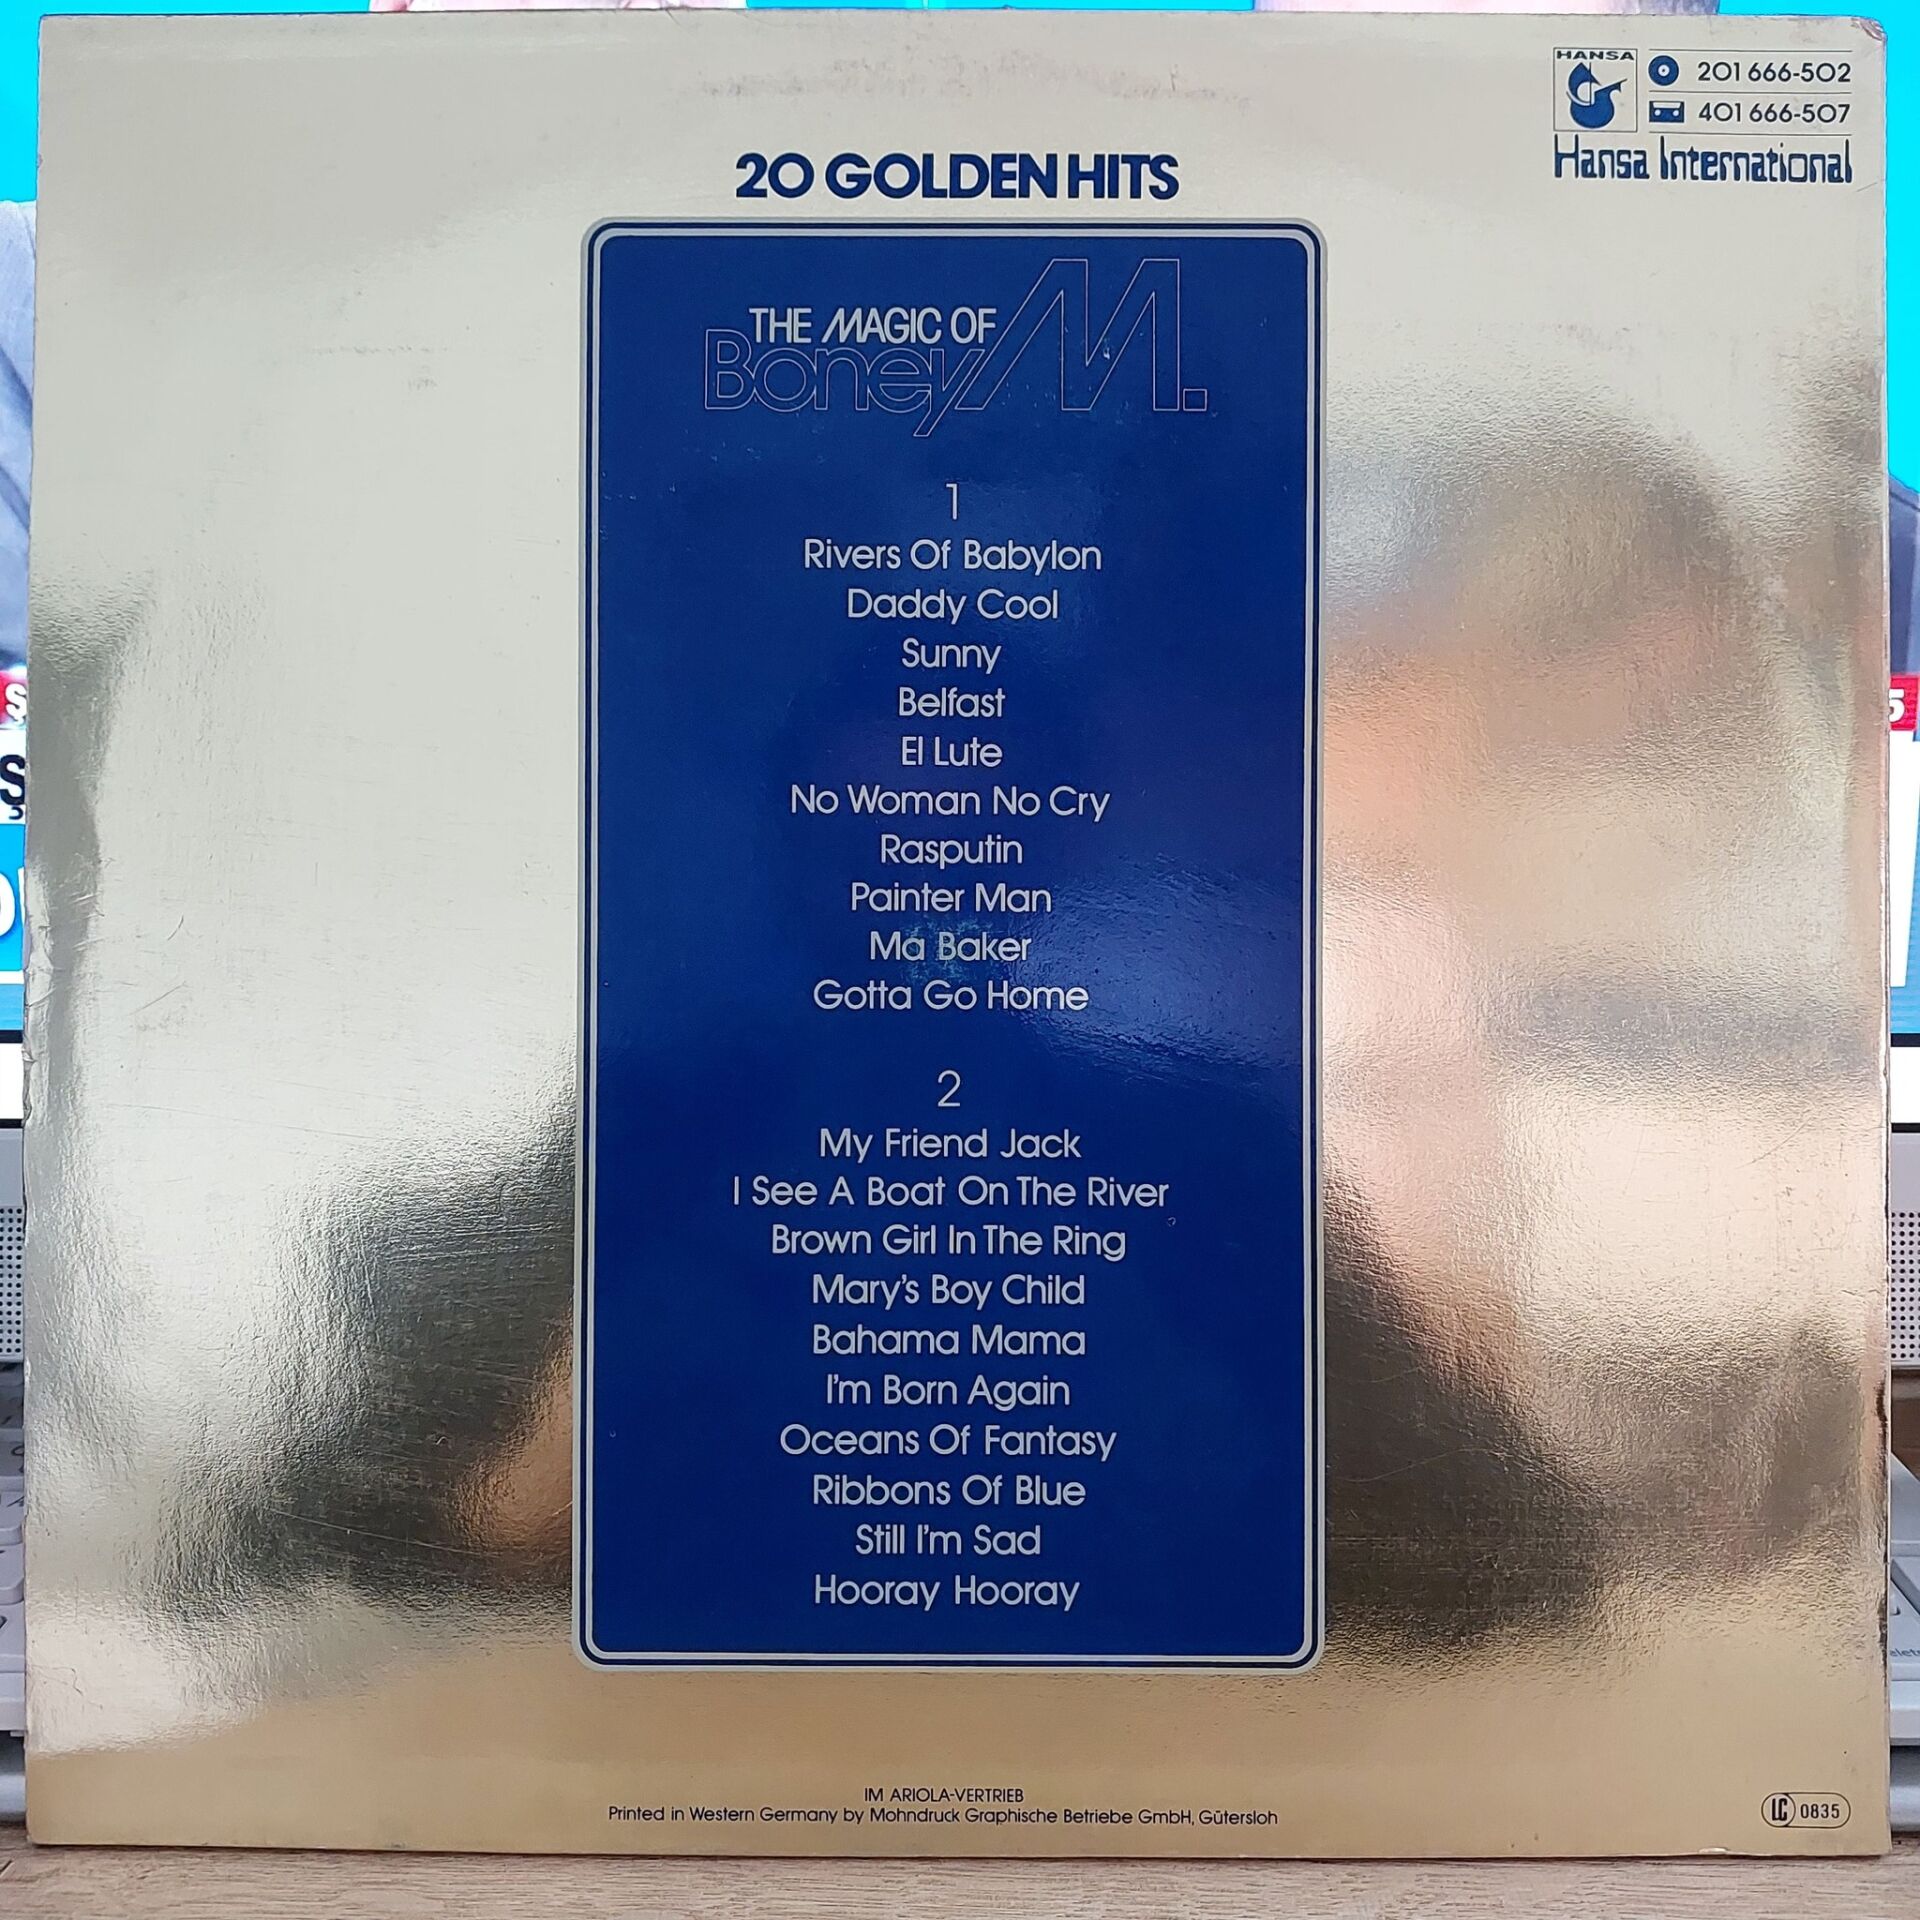 HANSA
201 666-502
401 666-507
Hansa International
20 GOLDEN HITS
THE MAGIC OF
Boney M.
1
Rivers Of Babylon
Daddy Cool
Sunny
Belfast
El Lute
No Woman No Cry
Rasputin
Painter Man
Ma Baker
Gotta Go Home
2
My Friend Jack
I See A Boat On The River
Brown Girl In The Ring
Mary's Boy Child
Bahama Mama
I'm Born Again
Oceans Of Fantasy
Ribbons Of Blue
Still I'm Sad
Hooray Hooray
IM ARIOLA-VERTRIEB
Printed in Western Germany by Mohndruck Graphische Betriebe GmbH, Gütersloh
LC 0835